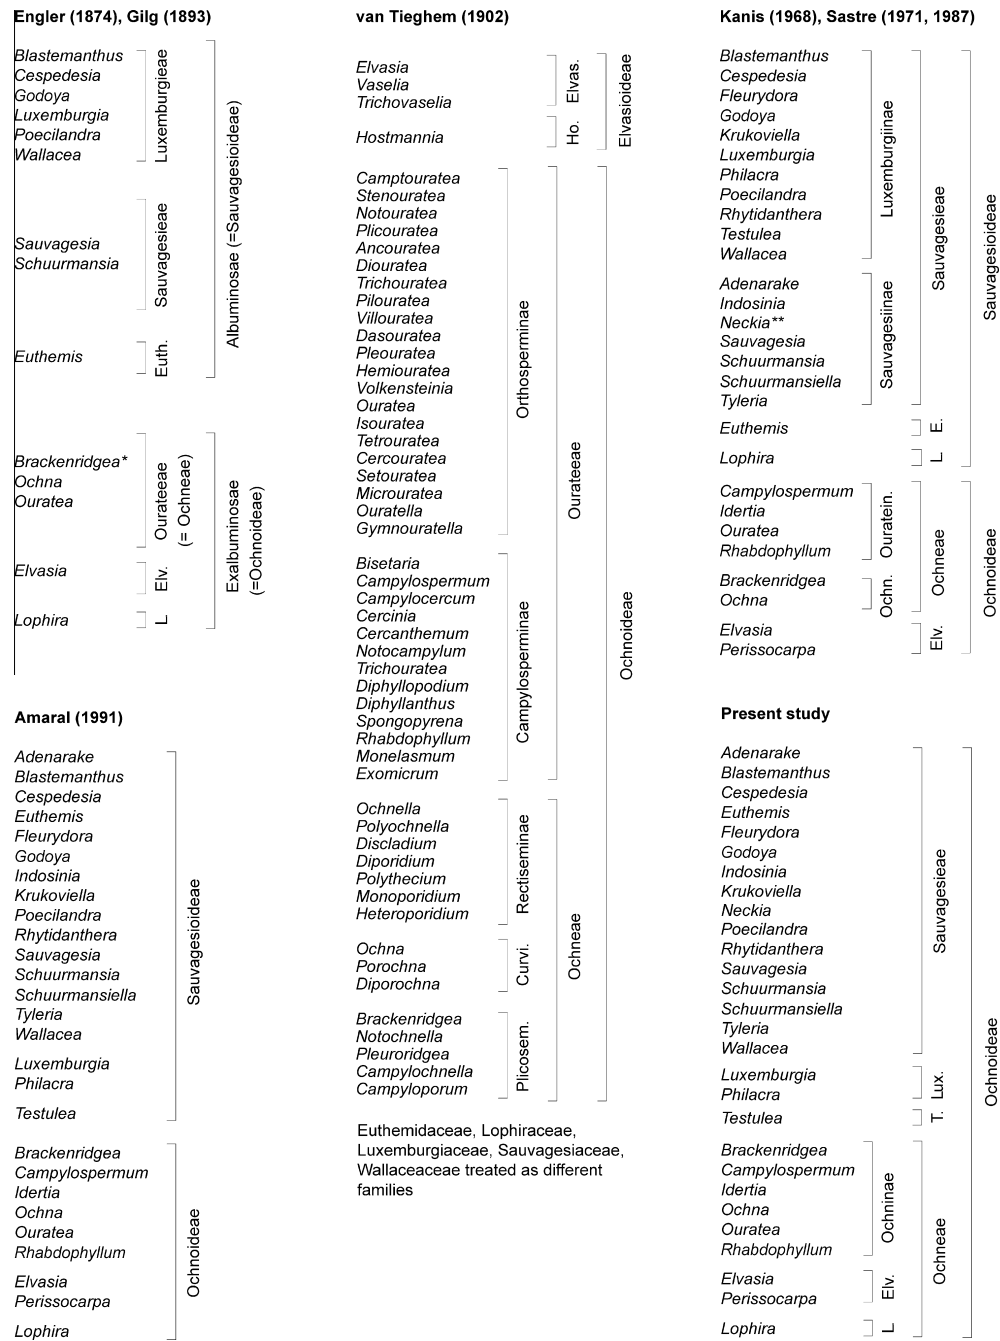 Engler (1874), Gilg (1893)
Blastemanthus
Cespedesia
Godoya
Luxemburgia
Poecilandra
Wallacea
Luxemburgieae
Sauvagesia
Schuurmansia
Sauvagesieae
Euthemis
Euth.
Albuminosae (=Sauvagesioideae)
Brackenridgea*
Ochna
Ouratea
Ourateeae
(= Ochneae)
Elvasia
Elv.
Lophira
L
Exalbuminosae
(=Ochnoideae)
van Tieghem (1902)
Elvasia
Vaselia
Trichovaselia
Elvas.
Hostmannia
Ho.
Elvasioideae
Camptouratea
Stenouratea
Notouratea
Plicouratea
Ancouratea
Diouratea
Trichouratea
Pilouratea
Villouratea
Dasouratea
Pleouratea
Hemiouratea
Volkensteinia
Ouratea
Isouratea
Tetrouratea
Cercouratea
Setouratea
Microuratea
Ouratella
Gymnouratella
Orthosperminae
Bisetaria
Campylospermum
Campylocercum
Cercinia
Cercanthemum
Notocampylum
Trichouratea
Diphyllopodium
Diphyllanthus
Spongopyrena
Rhabdophyllum
Monelasmum
Exomicrum
Campylosperminae
Ourateeae
Ochnella
Polyochnella
Discladium
Diporidium
Polythecium
Monoporidium
Heteroporidium
Rectiseminae
Ochna
Porochna
Diporochna
Curvi.
Brackenridgea
Notochnella
Pleuroridgea
Campylochnella
Campyloporum
Plicosem.
Ochneae
Ochnoideae
Euthemidaceae, Lophiraceae,
Luxemburgiaceae, Sauvagesiaceae,
Wallaceaceae treated as different
families
Kanis (1968), Sastre (1971, 1987)
Blastemanthus
Cespedesia
Fleurydora
Godoya
Krukoviella
Luxemburgia
Philacra
Poecilandra
Rhytidanthera
Testulea
Wallacea
Luxemburgiinae
Adenarake
Indosinia
Neckia**
Sauvagesia
Schuurmansia
Schuurmansiella
Tyleria
Sauvagesiinae
Sauvagesieae
Euthemis
E.
Lophira
L
Sauvagesioideae
Campylospermum
Idertia
Ouratea
Rhabdophyllum
Ouratein.
Brackenridgea
Ochna
Ochn.
Ochneae
Elvasia
Perissocarpa
Elv.
Ochnoideae
Amaral (1991)
Adenarake
Blastemanthus
Cespedesia
Euthemis
Fleurydora
Godoya
Indosinia
Krukoviella
Poecilandra
Rhytidanthera
Sauvagesia
Schuurmansia
Schuurmansiella
Tyleria
Wallacea
Luxemburgia
Philacra
Testulea
Sauvagesioideae
Brackenridgea
Campylospermum
Idertia
Ochna
Ouratea
Rhabdophyllum
Elvasia
Perissocarpa
Lophira
Ochnoideae
Present study
Adenarake
Blastemanthus
Cespedesia
Euthemis
Fleurydora
Godoya
Indosinia
Krukoviella
Neckia
Poecilandra
Rhytidanthera
Sauvagesia
Schuurmansia
Schuurmansiella
Tyleria
Wallacea
Sauvagesieae
Luxemburgia
Philacra
Lux.
Testulea
T.
Brackenridgea
Campylospermum
Idertia
Ochna
Ouratea
Rhabdophyllum
Ochninae
Elvasia
Perissocarpa
Elv.
Lophira
L
Ochneae
Ochnoideae